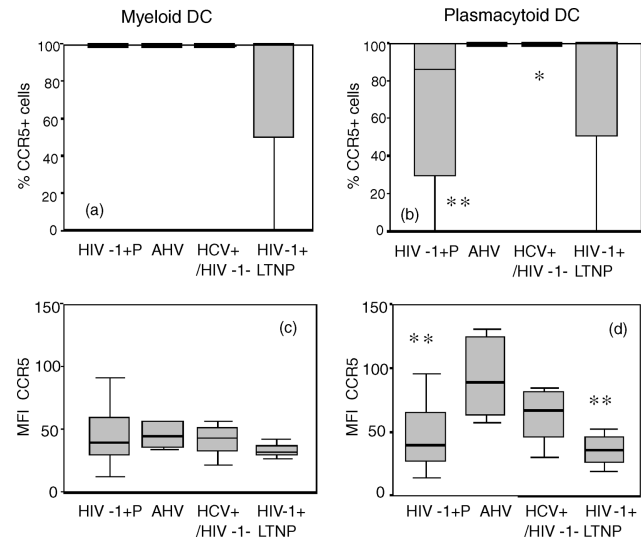 Myeloid DC
Plasmacytoid DC
% CCR5+ cells
100
80
60
40
20
0
(a)
HIV -1+P AHV HCV+ HIV-1+
/HIV -1- LTNP
% CCR5+ cells
100
80
60
40
20
0
*
**
(b)
HIV -1+P AHV HCV+ HIV-1+
/HIV -1- LTNP
MFI CCR5
150
100
50
0
(c)
HIV -1+P AHV HCV+ HIV-1+
/HIV -1- LTNP
MFI CCR5
150
100
50
0
**
**
(d)
HIV -1+P AHV HCV+ HIV-1+
/HIV -1- LTNP